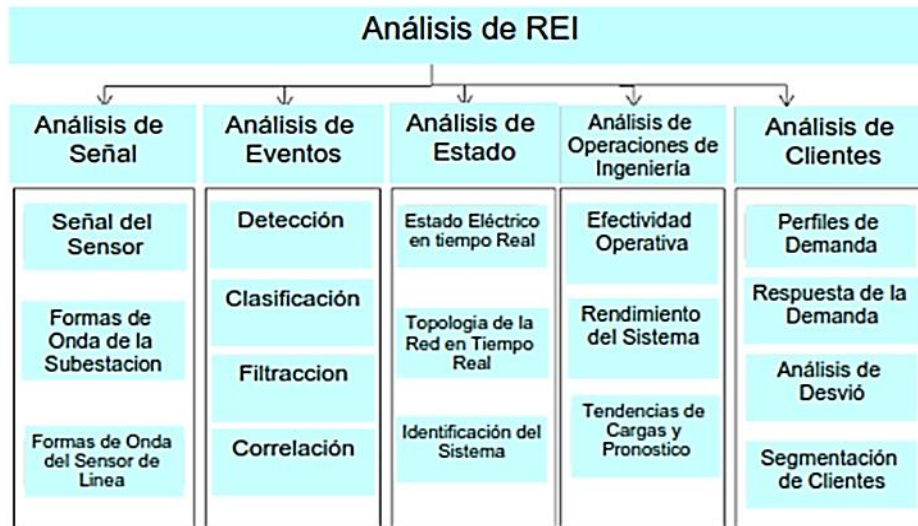 Análisis de REI
Análisis de
Señal
Análisis de
Eventos
Análisis de
Estado
Análisis de
Operaciones de
Ingeniería
Análisis de
Clientes
Señal del
Sensor
Formas de
Onda de la
Subestacion
Formas de Onda
del Sensor de
Linea
Detección
Clasificación
Filtraccion
Correlación
Estado Eléctrico
en tiempo Real
Topologia de la
Red en Tiempo
Real
Identificación del
Sistema
Efectividad
Operativa
Rendimiento
del Sistema
Tendencias de
Cargas y
Pronostico
Perfiles de
Demanda
Respuesta de la
Demanda
Análisis de
Desvió
Segmentación
de Clientes